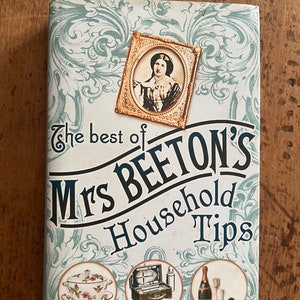 The best of
Mrs BEETON'S
Household
Tips